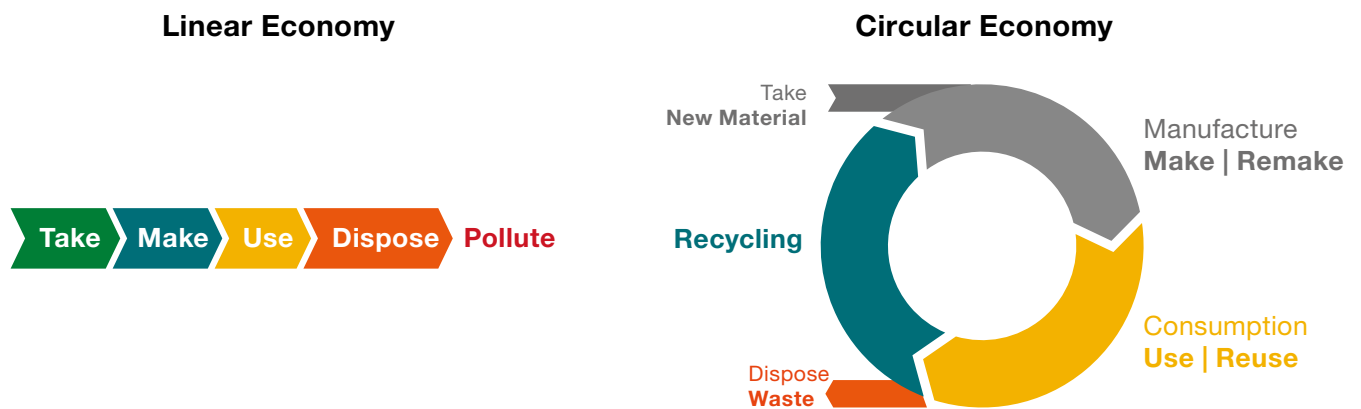 Linear Economy
Take
Make
Use
Dispose
Pollute
Circular Economy
Take
New Material
Manufacture
Make | Remake
Recycling
Consumption
Use | Reuse
Dispose
Waste